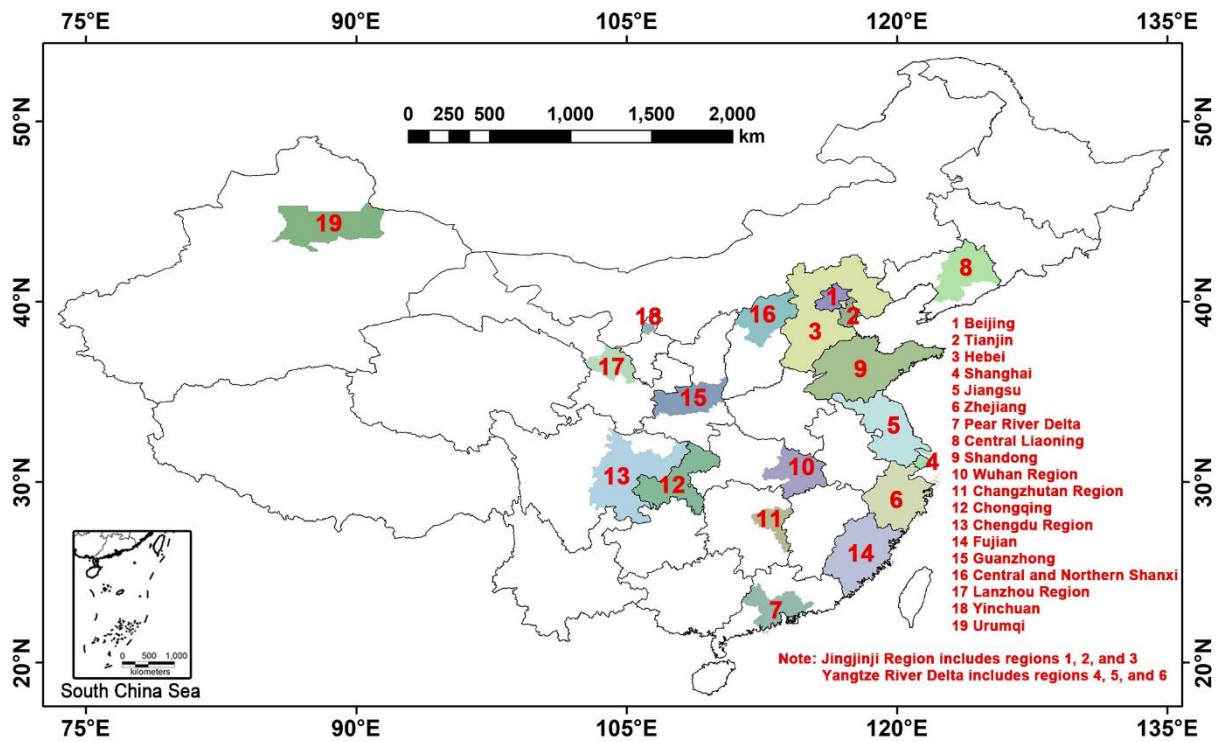 75°E 90°E 105°E 120°E 135°E
50°N 50°N
40°N 40°N
30°N 30°N
20°N 20°N
0 250 500 1,000 1,500 2,000
km
19
8
1
2
16
18
3
17
9
15
5
4
10
13
12
6
11
14
7
1 Beijing
2 Tianjin
3 Hebei
4 Shanghai
5 Jiangsu
6 Zhejiang
7 Pear River Delta
8 Central Liaoning
9 Shandong
10 Wuhan Region
11 Changzhutan Region
12 Chongqing
13 Chengdu Region
14 Fujian
15 Guanzhong
16 Central and Northern Shanxi
17 Lanzhou Region
18 Yinchuan
19 Urumqi
Note: Jingjinji Region includes regions 1, 2, and 3
Yangtze River Delta includes regions 4, 5, and 6
0 500 1,000
kilometers
South China Sea
75°E 90°E 105°E 120°E 135°E